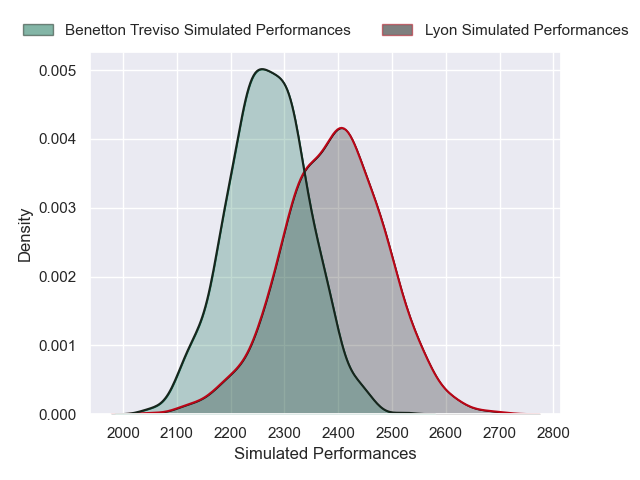 Benetton Treviso Simulated Performances
Lyon Simulated Performances
0.005
0.004
0.003
0.002
0.001
0.000
Density
2000 2100 2200 2300 2400 2500 2600 2700 2800
Simulated Performances